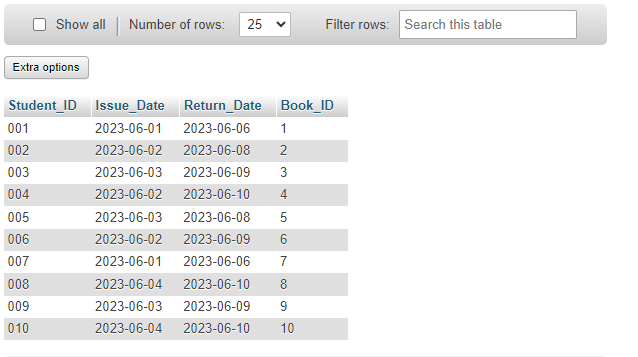 Show all Number of rows: 25 Filter rows: Search this table
Extra options
Student_ID Issue_Date Return_Date Book_ID
001 2023-06-01 2023-06-06 1
002 2023-06-02 2023-06-08 2
003 2023-06-03 2023-06-09 3
004 2023-06-02 2023-06-10 4
005 2023-06-03 2023-06-08 5
006 2023-06-02 2023-06-09 6
007 2023-06-01 2023-06-06 7
008 2023-06-04 2023-06-10 8
009 2023-06-03 2023-06-09 9
010 2023-06-04 2023-06-10 10